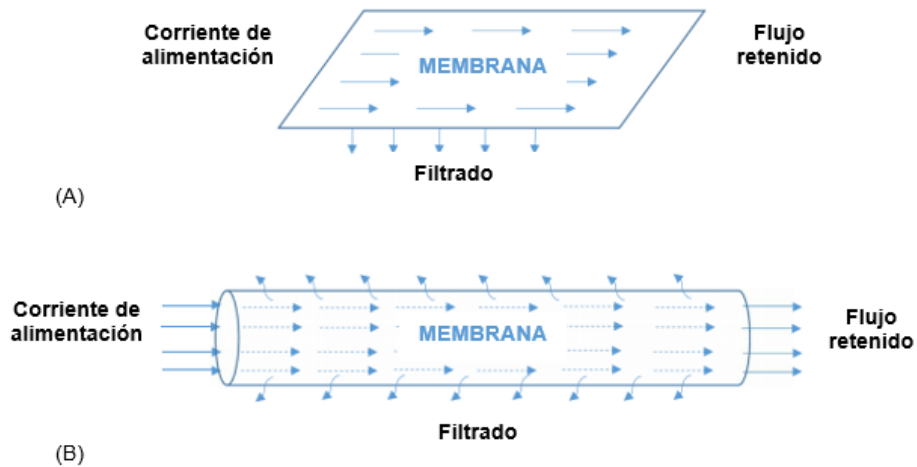 Corriente de
alimentación
MEMBRANA
Flujo
retenido
Filtrado
(A)
Corriente de
alimentación
MEMBRANA
Flujo
retenido
Filtrado
(B)